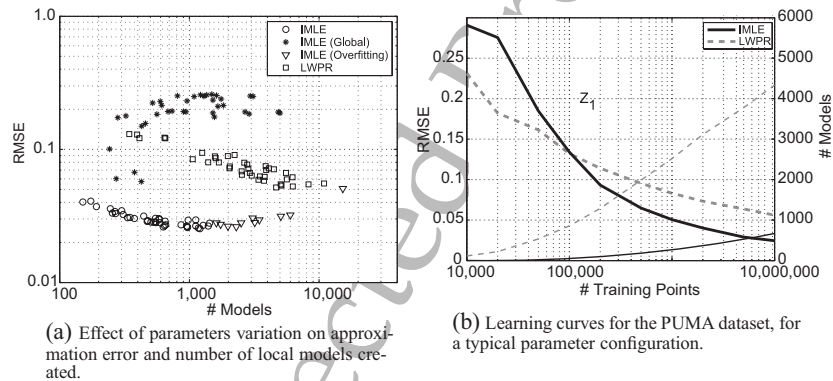 (a)
1.0
0.1
0.01
RMSE
100
1,000
10,000
# Models
IMLE
IMLE (Global)
IMLE (Overfitting)
LWPR
(a) Effect of parameters variation on approxi-
mation error and number of local models cre-
ated.
(b)
0.25
0.2
0.15
0.1
0.05
0
RMSE
10,000
100,000
10,000,000
# Training Points
6000
5000
4000
3000
2000
1000
0
# Models
IMLE
LWPR
Z1
(b) Learning curves for the PUMA dataset, for
a typical parameter configuration.